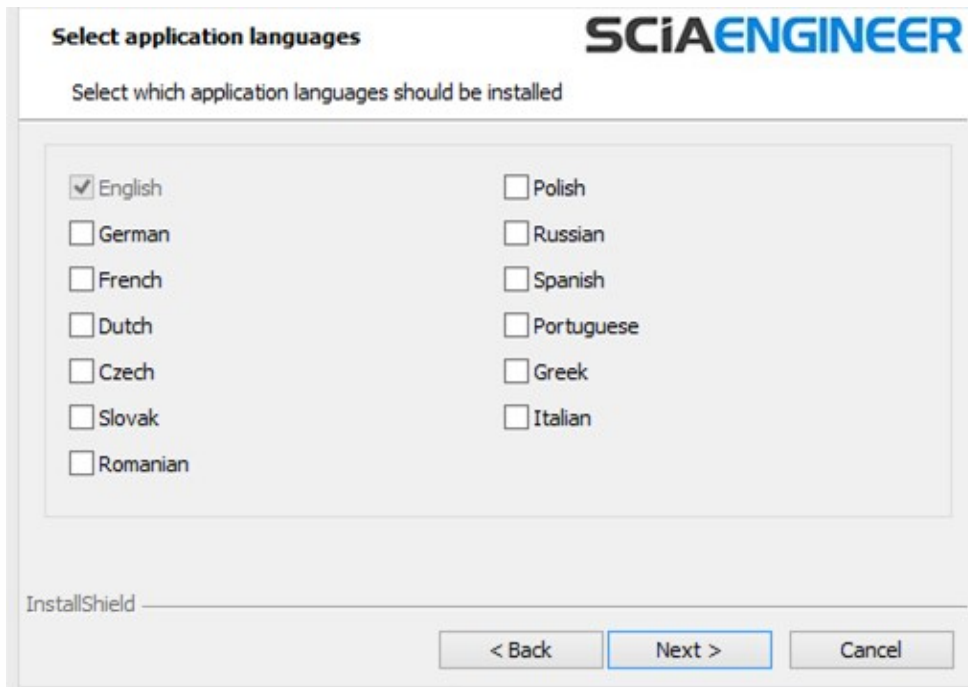 Select application languages
SCiAENGINEER
Select which application languages should be installed
English
German
French
Dutch
Czech
Slovak
Romanian
Polish
Russian
Spanish
Portuguese
Greek
Italian
InstallShield
< Back
Next >
Cancel